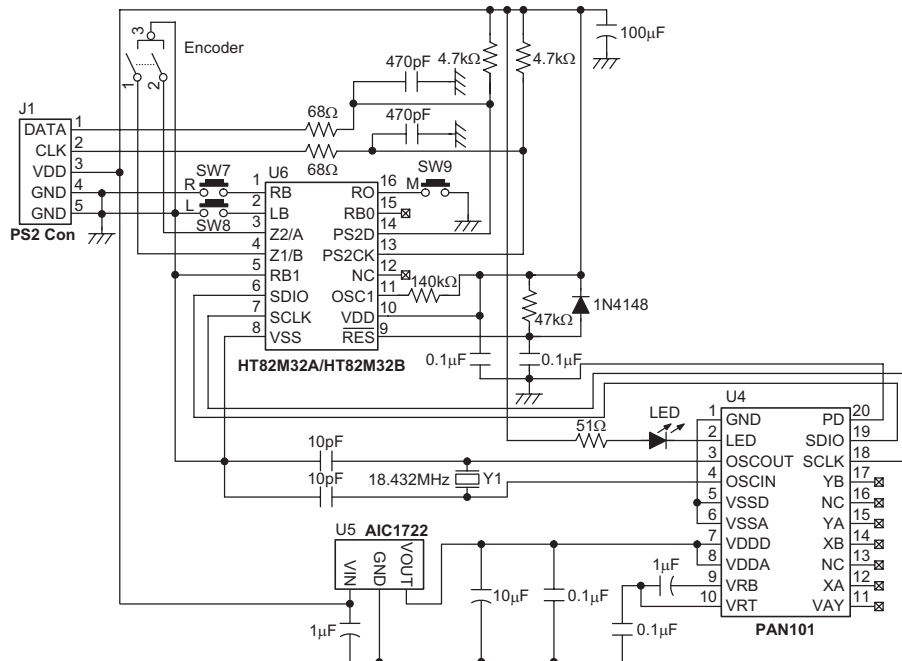 3
Encoder
1
2
100μF
4.7kΩ
4.7kΩ
470pF
470pF
68Ω
68Ω
J1
DATA 1
CLK 2
VDD 3
GND 4
GND 5
PS2 Con
R SW7
L SW8
U6
1 RB
2 LB
3 Z2/A
4 Z1/B
5 RB1
6 SDIO
7 SCLK
8 VSS
RO 16
RB0 15
PS2D 14
PS2CK 13
NC 12
OSC1 11
VDD 10
RES 9
HT82M32A/HT82M32B
M SW9
140kΩ
47kΩ
1N4148
0.1μF
0.1μF
10pF
10pF
18.432MHz
Y1
51Ω
LED
U4
1 GND
2 LED
3 OSCOUT
4 OSCIN
5 VSSD
6 VSSA
7 VDDD
8 VDDA
9 VRB
10 VRT
PD 20
SDIO 19
SCLK 18
YB 17
NC 16
YA 15
XB 14
NC 13
XA 12
VAY 11
PAN101
U5 AIC1722
VIN
GND
VOUT
1μF
10μF
0.1μF
1μF
0.1μF